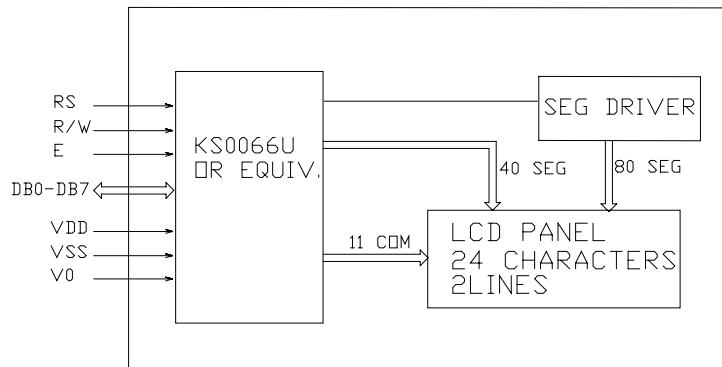 RS
R/W
E
DB0-DB7
VDD
VSS
V0
KS0066U
OR EQUIV.
SEG DRIVER
40 SEG
80 SEG
11 COM
LCD PANEL
24 CHARACTERS
2LINES